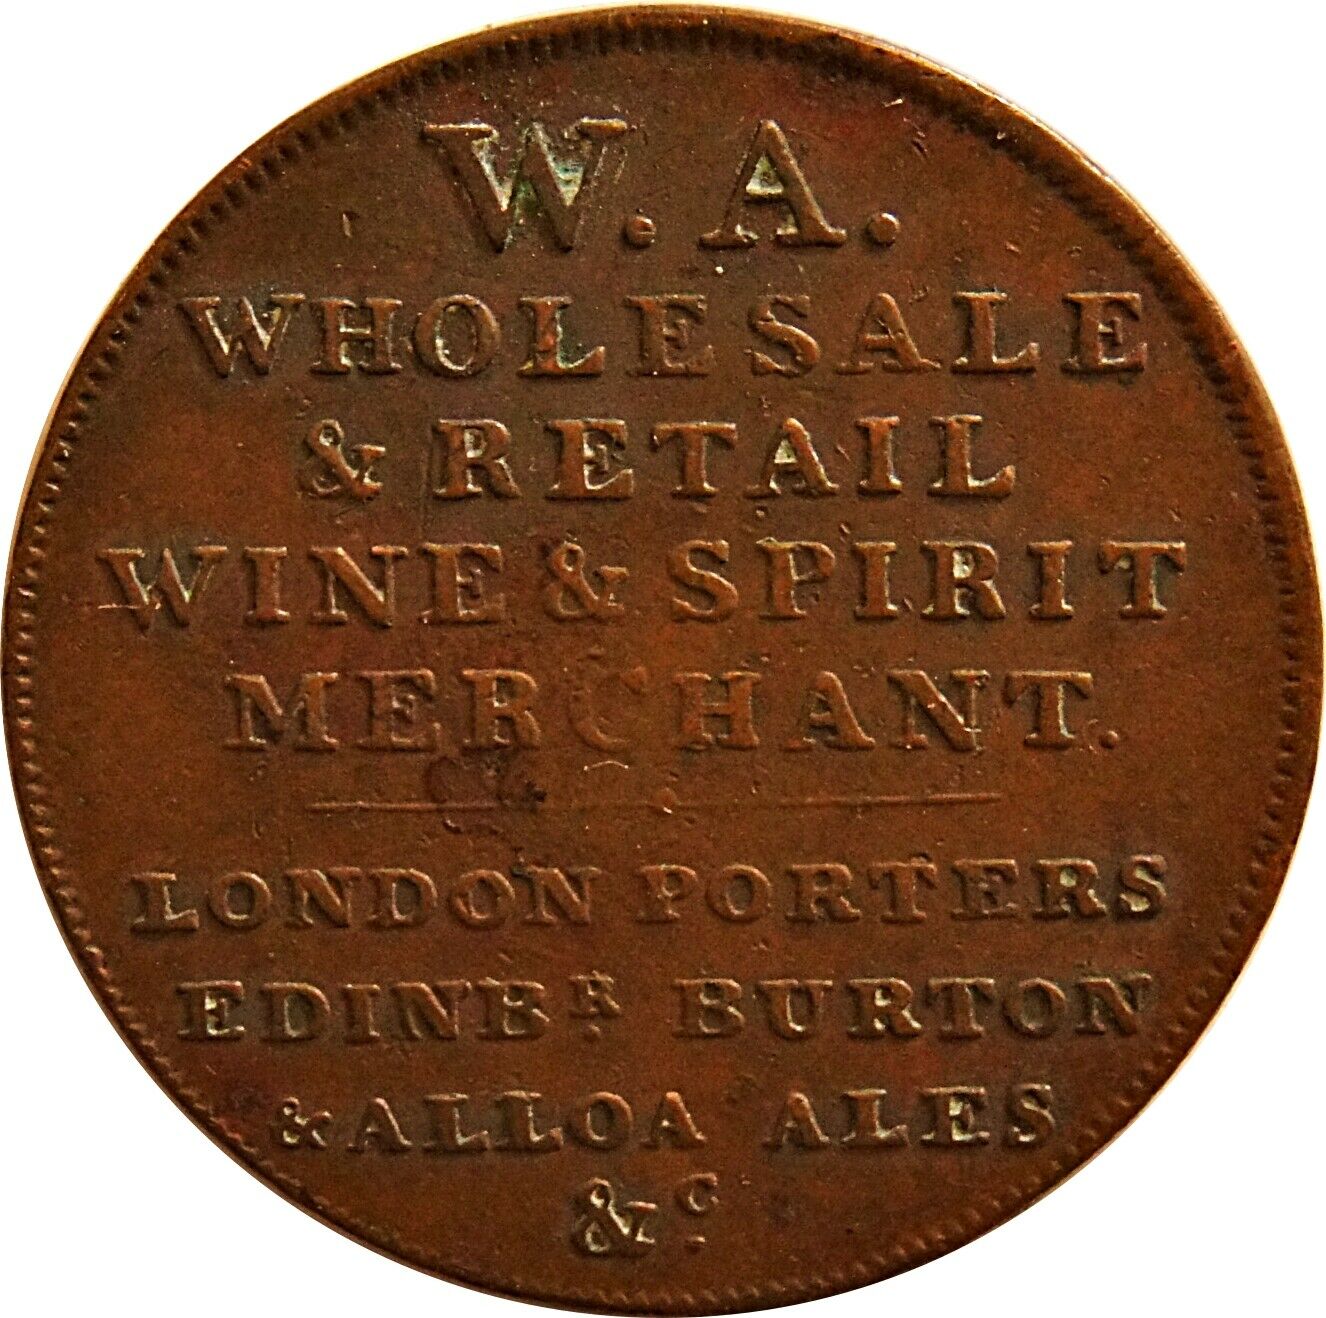 W. A.
WHOLESALE
& RETAIL
WINE & SPIRIT
MERCHANT.
LONDON PORTERS
EDINBR. BURTON
& ALLOA ALES
&C.